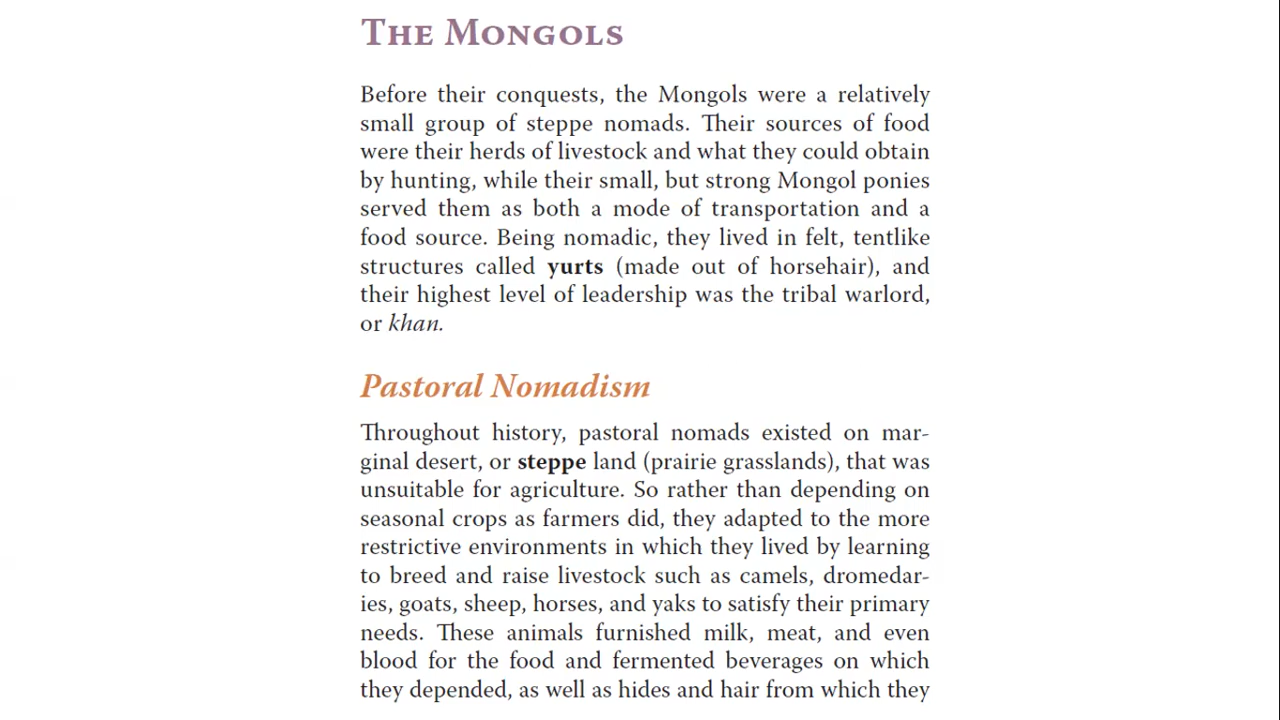 The Mongols
Before their conquests, the Mongols were a relatively
small group of steppe nomads. Their sources of food
were their herds of livestock and what they could obtain
by hunting, while their small, but strong Mongol ponies
served them as both a mode of transportation and a
food source. Being nomadic, they lived in felt, tentlike
structures called yurts (made out of horsehair), and
their highest level of leadership was the tribal warlord,
or khan.
Pastoral Nomadism
Throughout history, pastoral nomads existed on mar-
ginal desert, or steppe land (prairie grasslands), that was
unsuitable for agriculture. So rather than depending on
seasonal crops as farmers did, they adapted to the more
restrictive environments in which they lived by learning
to breed and raise livestock such as camels, dromedar-
ies, goats, sheep, horses, and yaks to satisfy their primary
needs. These animals furnished milk, meat, and even
blood for the food and fermented beverages on which
they depended, as well as hides and hair from which they